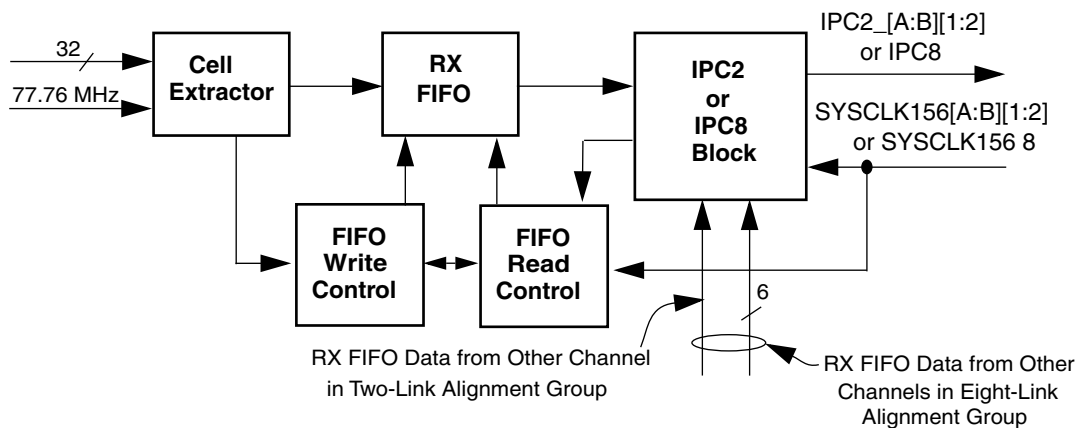 32
77.76 MHz
Cell
Extractor
RX
FIFO
IPC2
or
IPC8
Block
IPC2_[A:B][1:2]
or IPC8
SYSCLK156[A:B][1:2]
or SYSCLK156 8
FIFO
Write
Control
FIFO
Read
Control
6
RX FIFO Data from Other Channel
in Two-Link Alignment Group
RX FIFO Data from Other
Channels in Eight-Link
Alignment Group